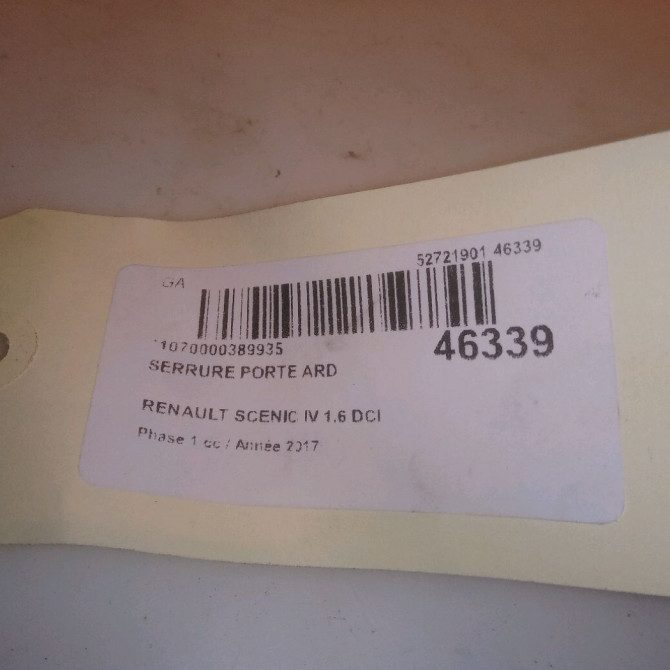 GA
52721901 46339
*1070000389935
46339
SERRURE PORTE ARD
RENAULT SCENIC IV 1.6 DCI
Phase 1 cc / Année 2017